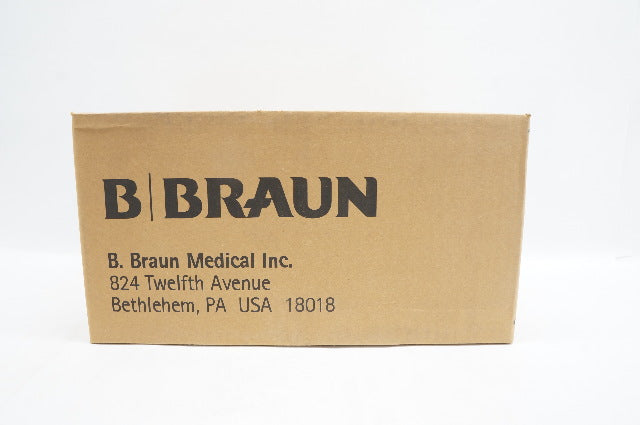 B|BRAUN
B. Braun Medical Inc.
824 Twelfth Avenue
Bethlehem, PA USA 18018